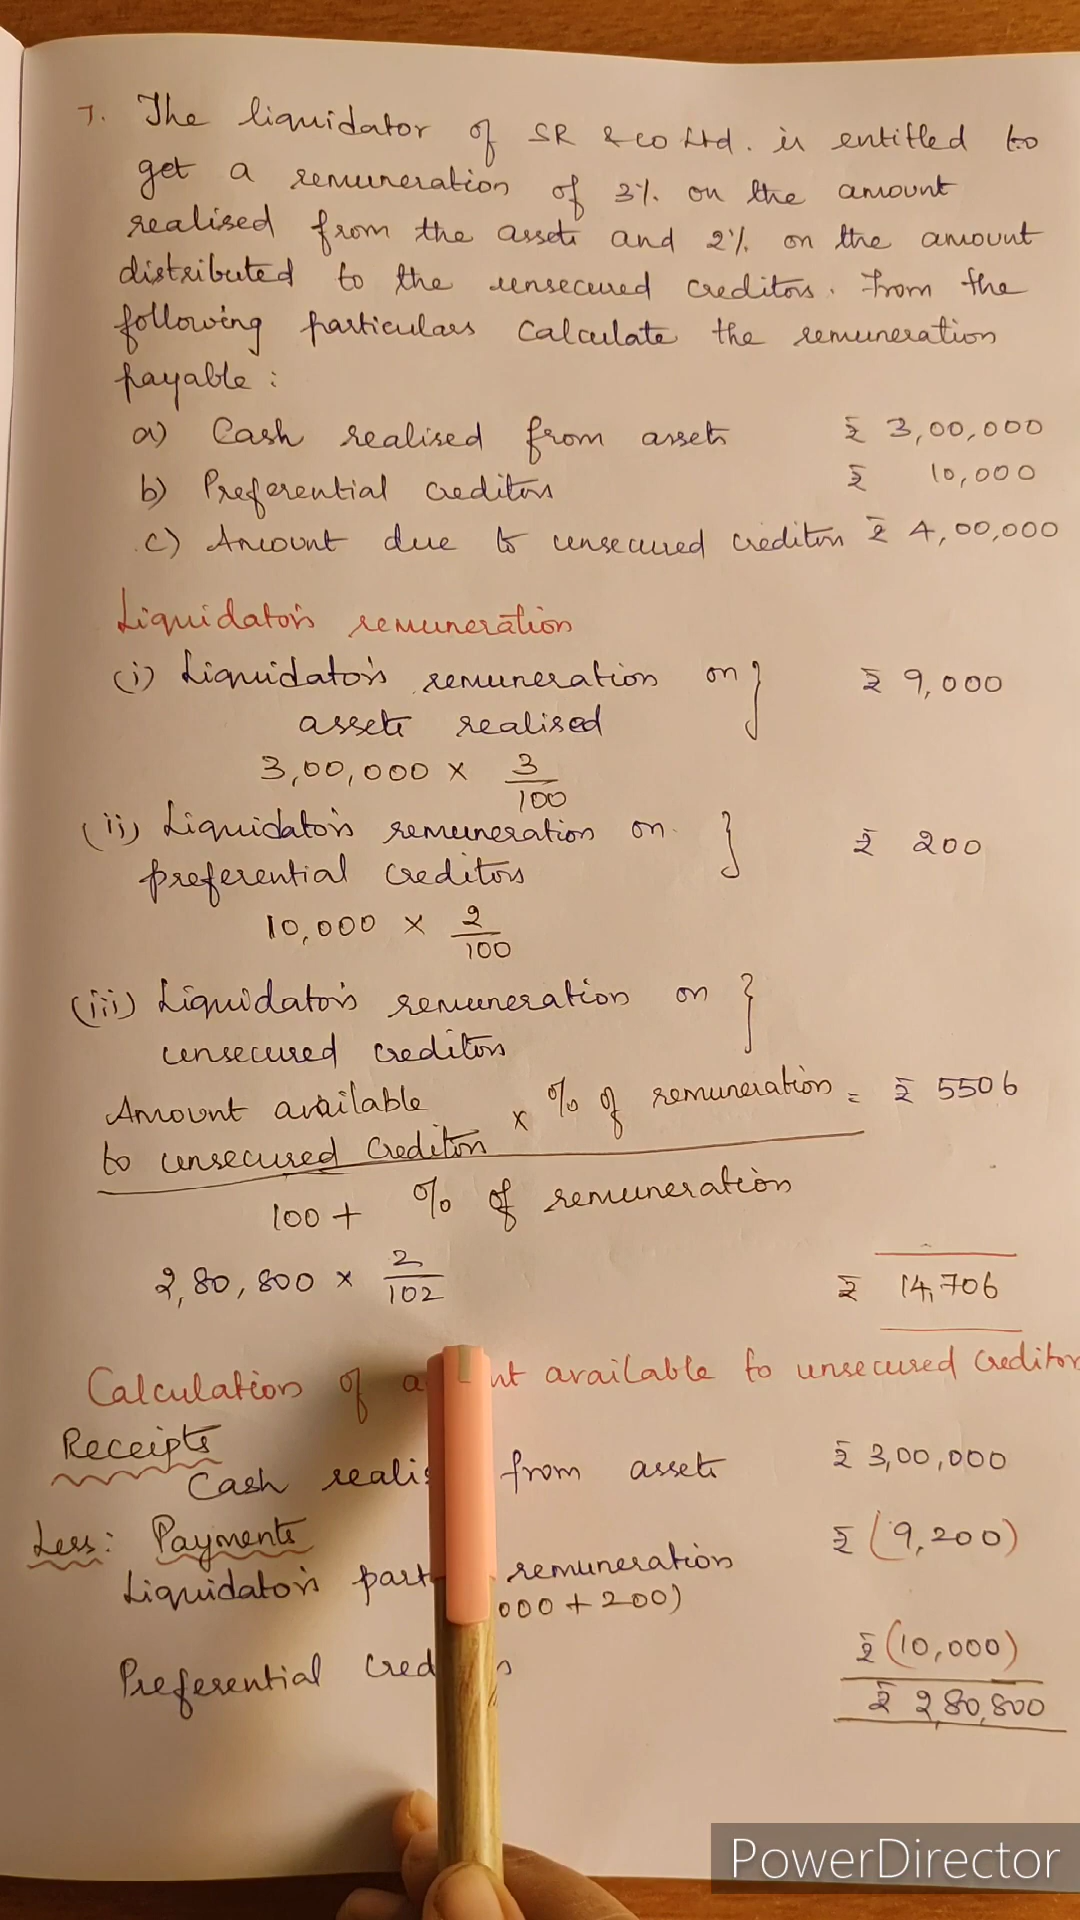 7. The liquidator of SR & co Ltd. is entitled to
get a remuneration of 3% on the amount
realised from the assets and 2% on the amount
distributed to the unsecured creditors. From the
following particulars calculate the remuneration
payable :
a) Cash realised from assets ₹ 3,00,000
b) Preferential creditors ₹ 10,000
c) Amount due to unsecured creditors ₹ 4,00,000
Liquidator's remuneration
(i) Liquidator's remuneration on } ₹ 9,000
assets realised
3,00,000 × 3/100
(ii) Liquidator's remuneration on } ₹ 200
preferential creditors
10,000 × 2/100
(iii) Liquidator's remuneration on }
unsecured creditors
Amount available
to unsecured creditors × % of remuneration = ₹ 5506
100 + % of remuneration
2,80,800 × 2/102
₹ 14,706
Calculation of available to unsecured creditor
Receipts
Cash from assets ₹ 3,00,000
Less: Payments
Liquidator's remuneration ₹ (9,200)
000 + 200)
Preferential ₹ (10,000)
₹ 2,80,800
PowerDirector